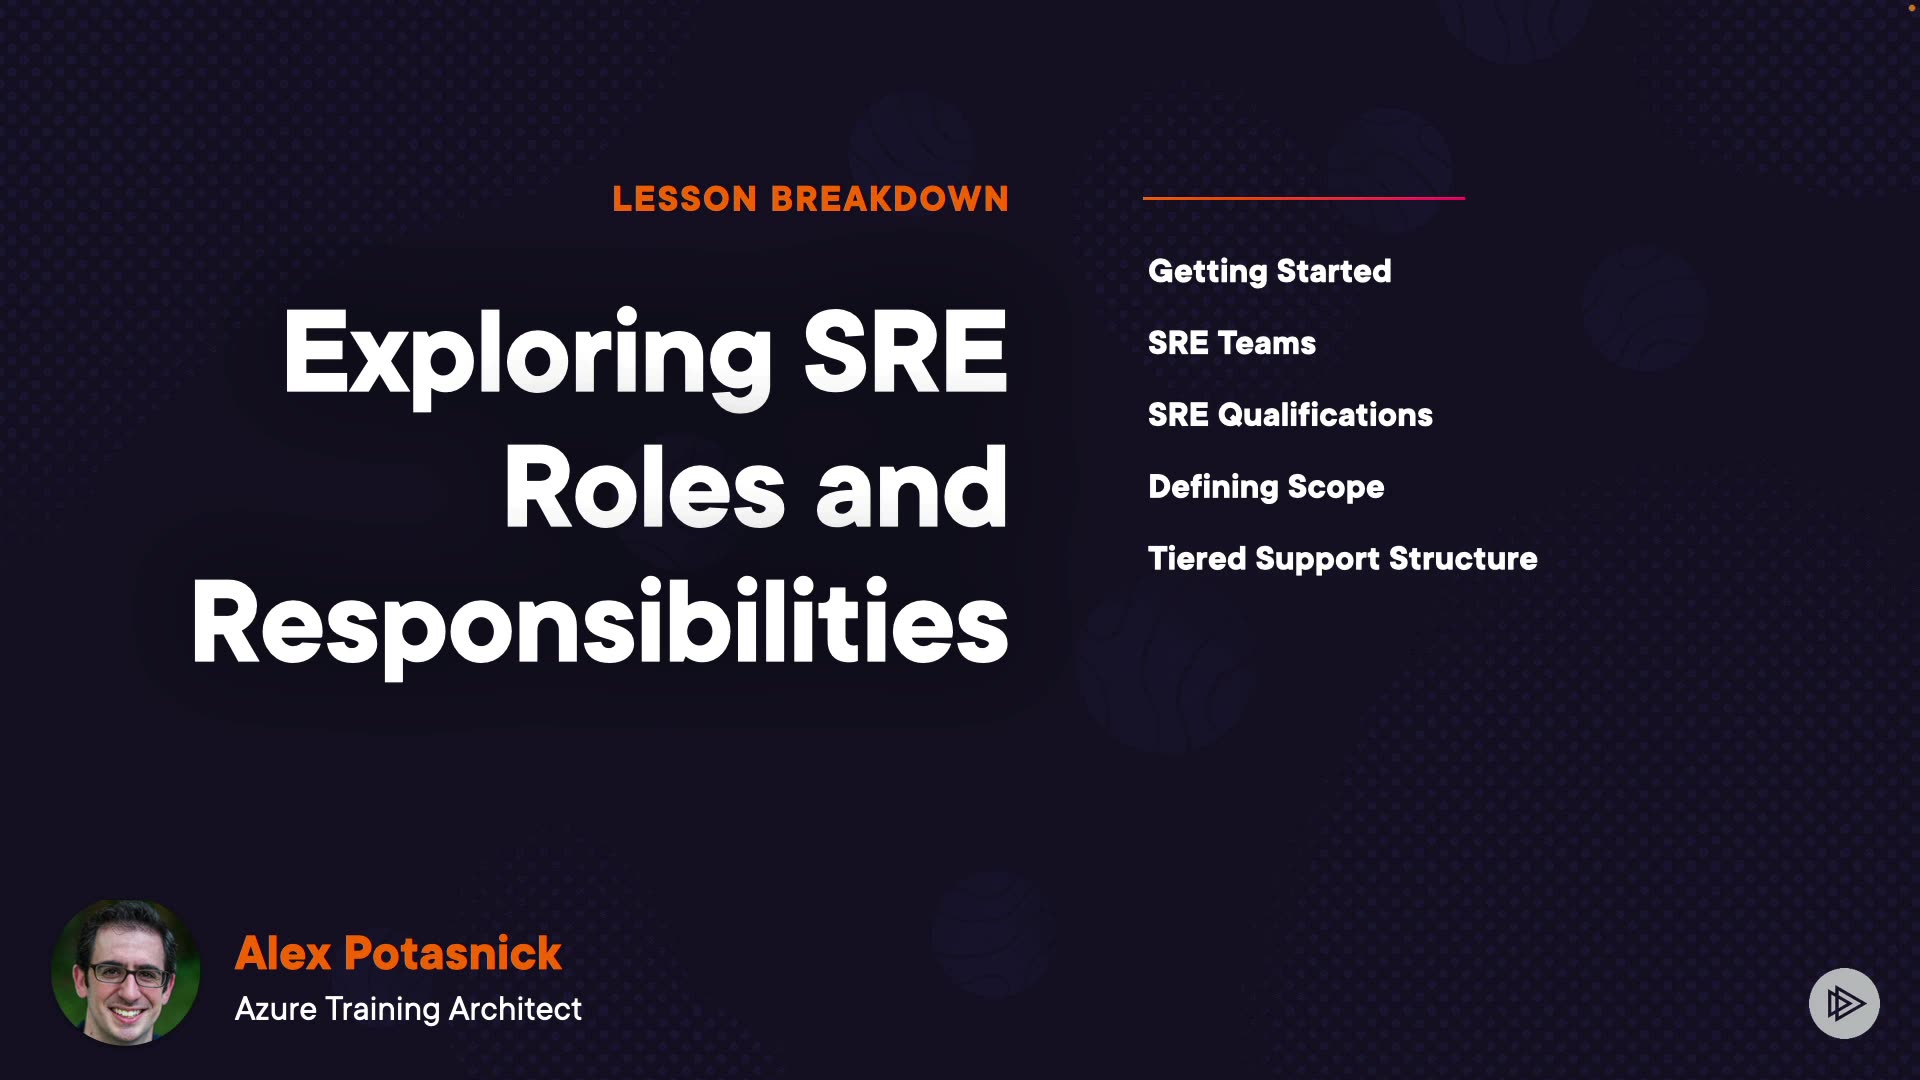 LESSON BREAKDOWN
Exploring SRE
Roles and
Responsibilities
Getting Started
SRE Teams
SRE Qualifications
Defining Scope
Tiered Support Structure
Alex Potasnick
Azure Training Architect